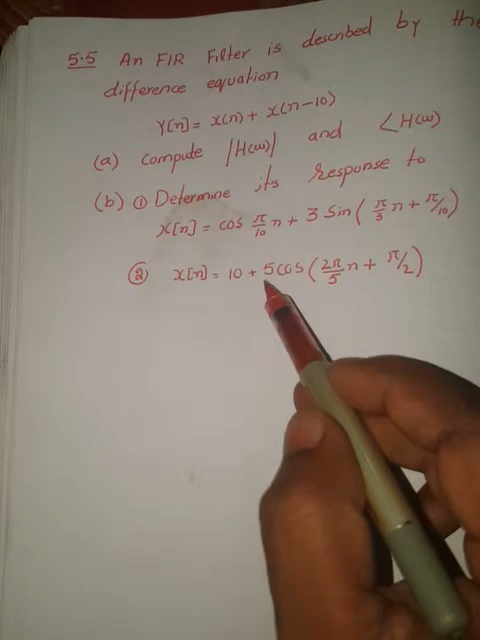 5.5 An FIR Filter is described by the
difference equation
Y[n] = x(n) + x(n-10)
(a) compute |H(ω)| and ∠H(ω)
(b) ① Determine its response to
x[n] = cos π/10 n + 3 sin( π/3 n + π/10 )
② x[n] = 10 + 5cos ( 2π/5 n + π/2 )